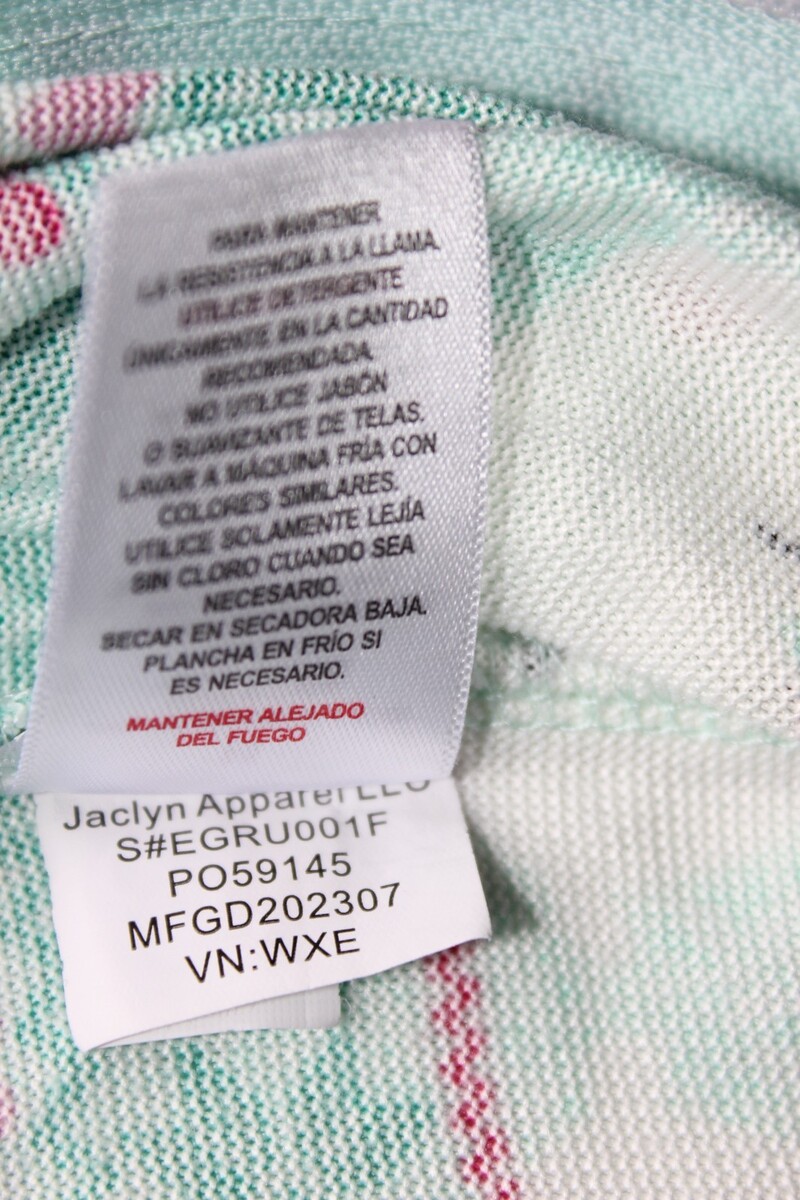 PARA MANTENER
LA RESISTENCIA A LA LLAMA.
UTILICE DETERGENTE
ÚNICAMENTE EN LA CANTIDAD
RECOMENDADA.
NO UTILICE JABÓN
O SUAVIZANTE DE TELAS.
LAVAR A MÁQUINA FRÍA CON
COLORES SIMILARES.
UTILICE SOLAMENTE LEJÍA
SIN CLORO CUANDO SEA
NECESARIO.
SECAR EN SECADORA BAJA.
PLANCHA EN FRÍO SI
ES NECESARIO.
MANTENER ALEJADO
DEL FUEGO
Jaclyn Apparel LLC
S#EGRU001F
PO59145
MFGD202307
VN:WXE